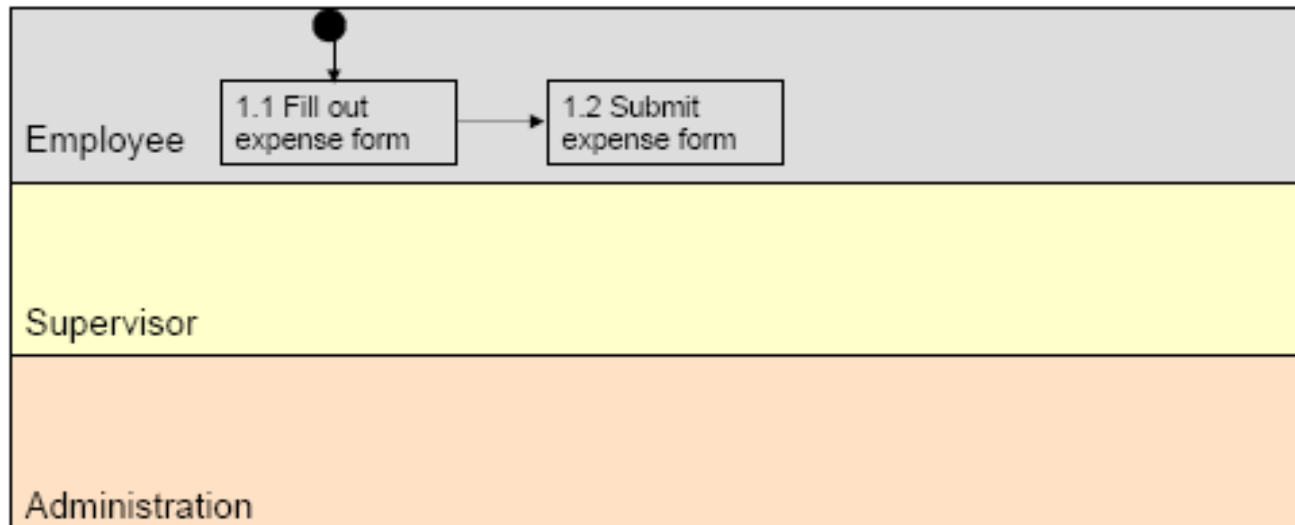 1.1 Fill out
expense form
1.2 Submit
expense form
Employee
Supervisor
Administration